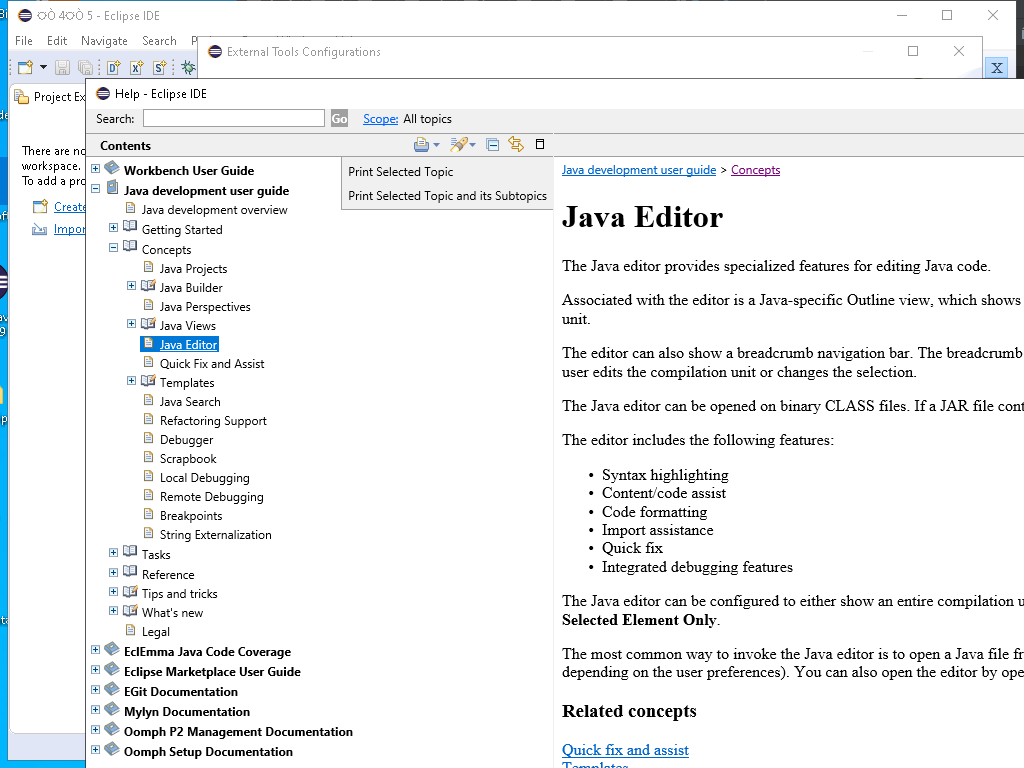 - Eclipse IDE
File Edit Navigate Search
External Tools Configurations
Help - Eclipse IDE
Project Ex
Search: Go Scope: All topics
Contents
There are no
workspace.
To add a pro
Create
Impor
Workbench User Guide
Java development user guide
Java development overview
Getting Started
Concepts
Java Projects
Java Builder
Java Perspectives
Java Views
Java Editor
Quick Fix and Assist
Templates
Java Search
Refactoring Support
Debugger
Scrapbook
Local Debugging
Remote Debugging
Breakpoints
String Externalization
Tasks
Reference
Tips and tricks
What's new
Legal
EclEmma Java Code Coverage
Eclipse Marketplace User Guide
EGit Documentation
Mylyn Documentation
Oomph P2 Management Documentation
Oomph Setup Documentation
Print Selected Topic
Print Selected Topic and its Subtopics
Java development user guide > Concepts
Java Editor
The Java editor provides specialized features for editing Java code.
Associated with the editor is a Java-specific Outline view, which shows
unit.
The editor can also show a breadcrumb navigation bar. The breadcrumb
user edits the compilation unit or changes the selection.
The Java editor can be opened on binary CLASS files. If a JAR file cont
The editor includes the following features:
• Syntax highlighting
• Content/code assist
• Code formatting
• Import assistance
• Quick fix
• Integrated debugging features
The Java editor can be configured to either show an entire compilation u
Selected Element Only.
The most common way to invoke the Java editor is to open a Java file fr
depending on the user preferences). You can also open the editor by ope
Related concepts
Quick fix and assist
Templates